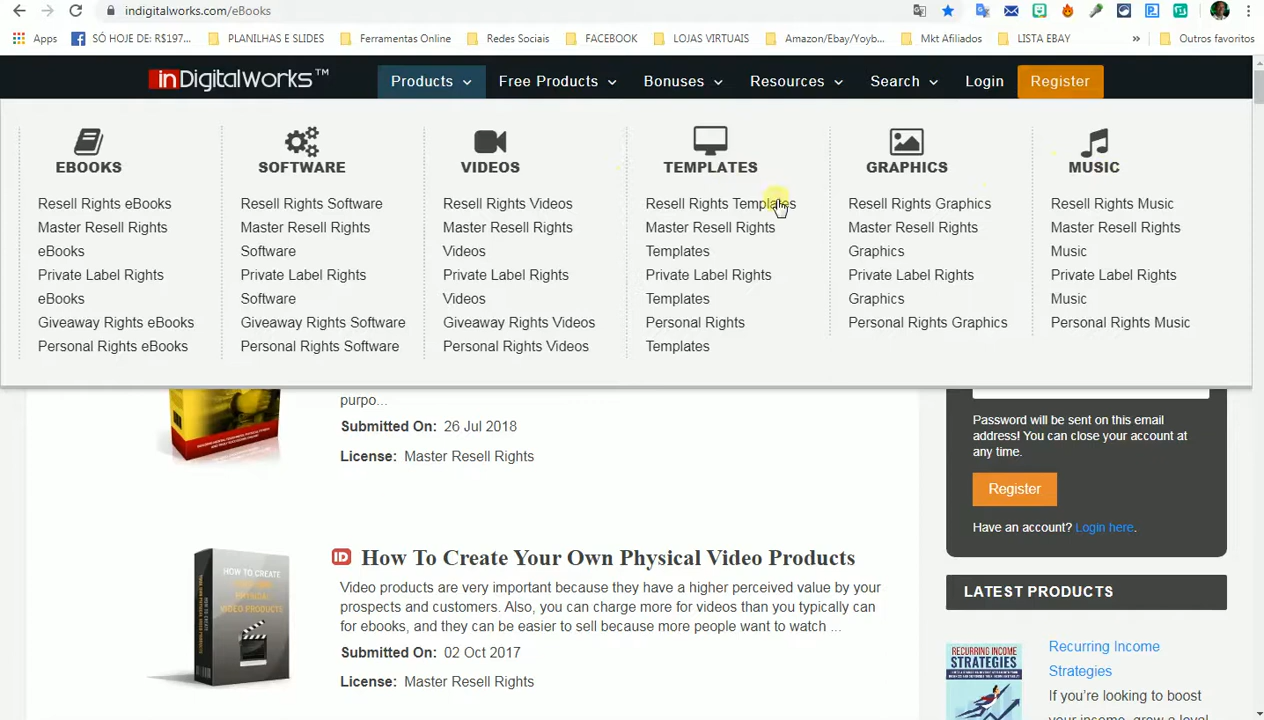 indigitalworks.com/eBooks
Apps SÓ HOJE DE: R$197... PLANILHAS E SLIDES Ferramentas Online Redes Sociais FACEBOOK LOJAS VIRTUAIS Amazon/Ebay/Yoyb... Mkt Afiliados LISTA EBAY » Outros favoritos
inDigitalWorks™ Products Free Products Bonuses Resources Search Login Register
EBOOKS SOFTWARE VIDEOS TEMPLATES GRAPHICS MUSIC
Resell Rights eBooks Resell Rights Software Resell Rights Videos Resell Rights Templates Resell Rights Graphics Resell Rights Music
Master Resell Rights Master Resell Rights Master Resell Rights Master Resell Rights Master Resell Rights Master Resell Rights
eBooks Software Videos Templates Graphics Music
Private Label Rights Private Label Rights Private Label Rights Private Label Rights Private Label Rights Private Label Rights
eBooks Software Videos Templates Graphics Music
Giveaway Rights eBooks Giveaway Rights Software Giveaway Rights Videos Personal Rights Personal Rights Graphics Personal Rights Music
Personal Rights eBooks Personal Rights Software Personal Rights Videos Templates
purpo...
Submitted On: 26 Jul 2018
License: Master Resell Rights
ID How To Create Your Own Physical Video Products
Video products are very important because they have a higher perceived value by your
prospects and customers. Also, you can charge more for videos than you typically can
for ebooks, and they can be easier to sell because more people want to watch ...
Submitted On: 02 Oct 2017
License: Master Resell Rights
HOW TO CREATE
Password will be sent on this email
address! You can close your account at
any time.
Register
Have an account? Login here.
LATEST PRODUCTS
RECURRING INCOME
STRATEGIES
Recurring Income
Strategies
If you're looking to boost
your income, grow a level